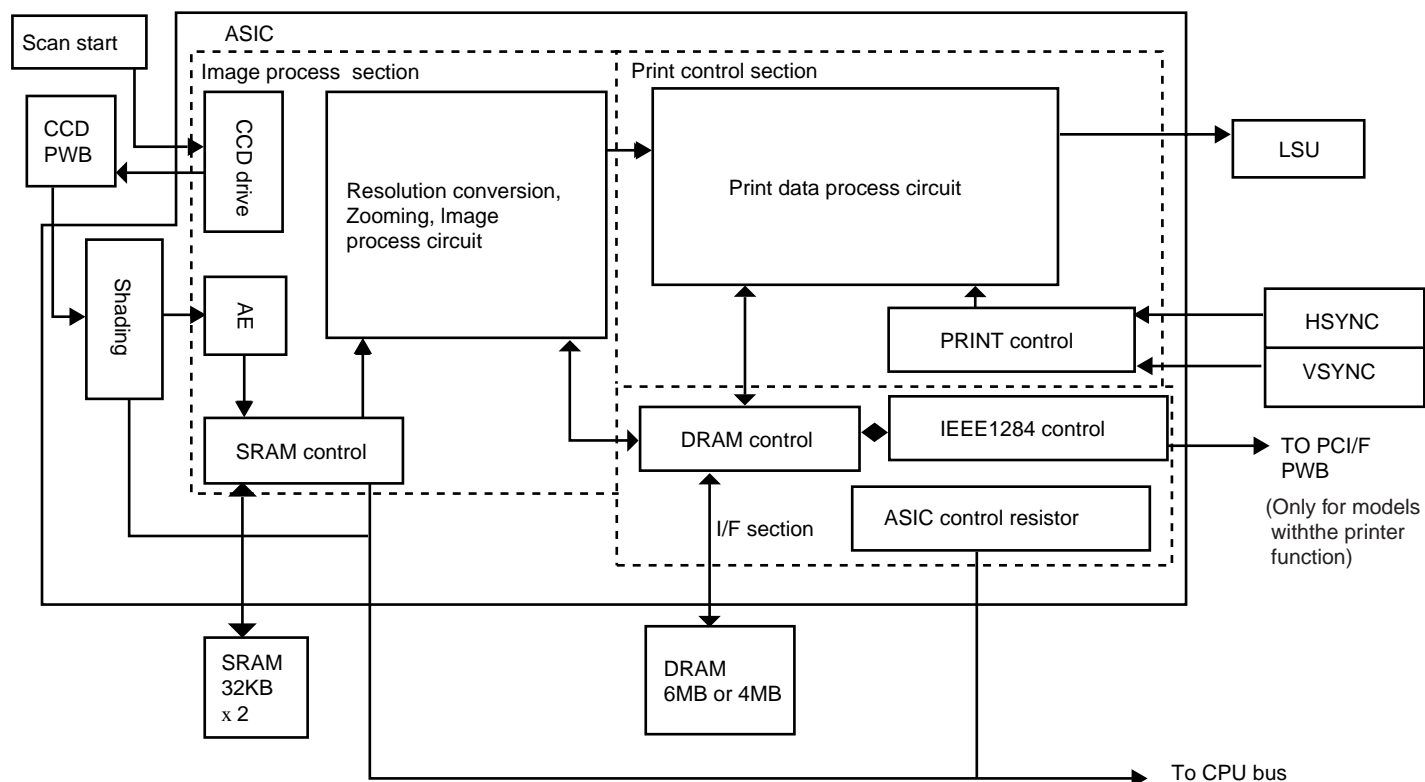 Scan start
ASIC
Image process section
Print control section
CCD
PWB
CCD drive
Resolution conversion,
Zooming, Image
process circuit
Print data process circuit
LSU
Shading
AE
PRINT control
HSYNC
VSYNC
SRAM control
DRAM control
IEEE1284 control
TO PCI/F
PWB
(Only for models
withthe printer
function)
I/F section
ASIC control resistor
SRAM
32KB
x 2
DRAM
6MB or 4MB
To CPU bus